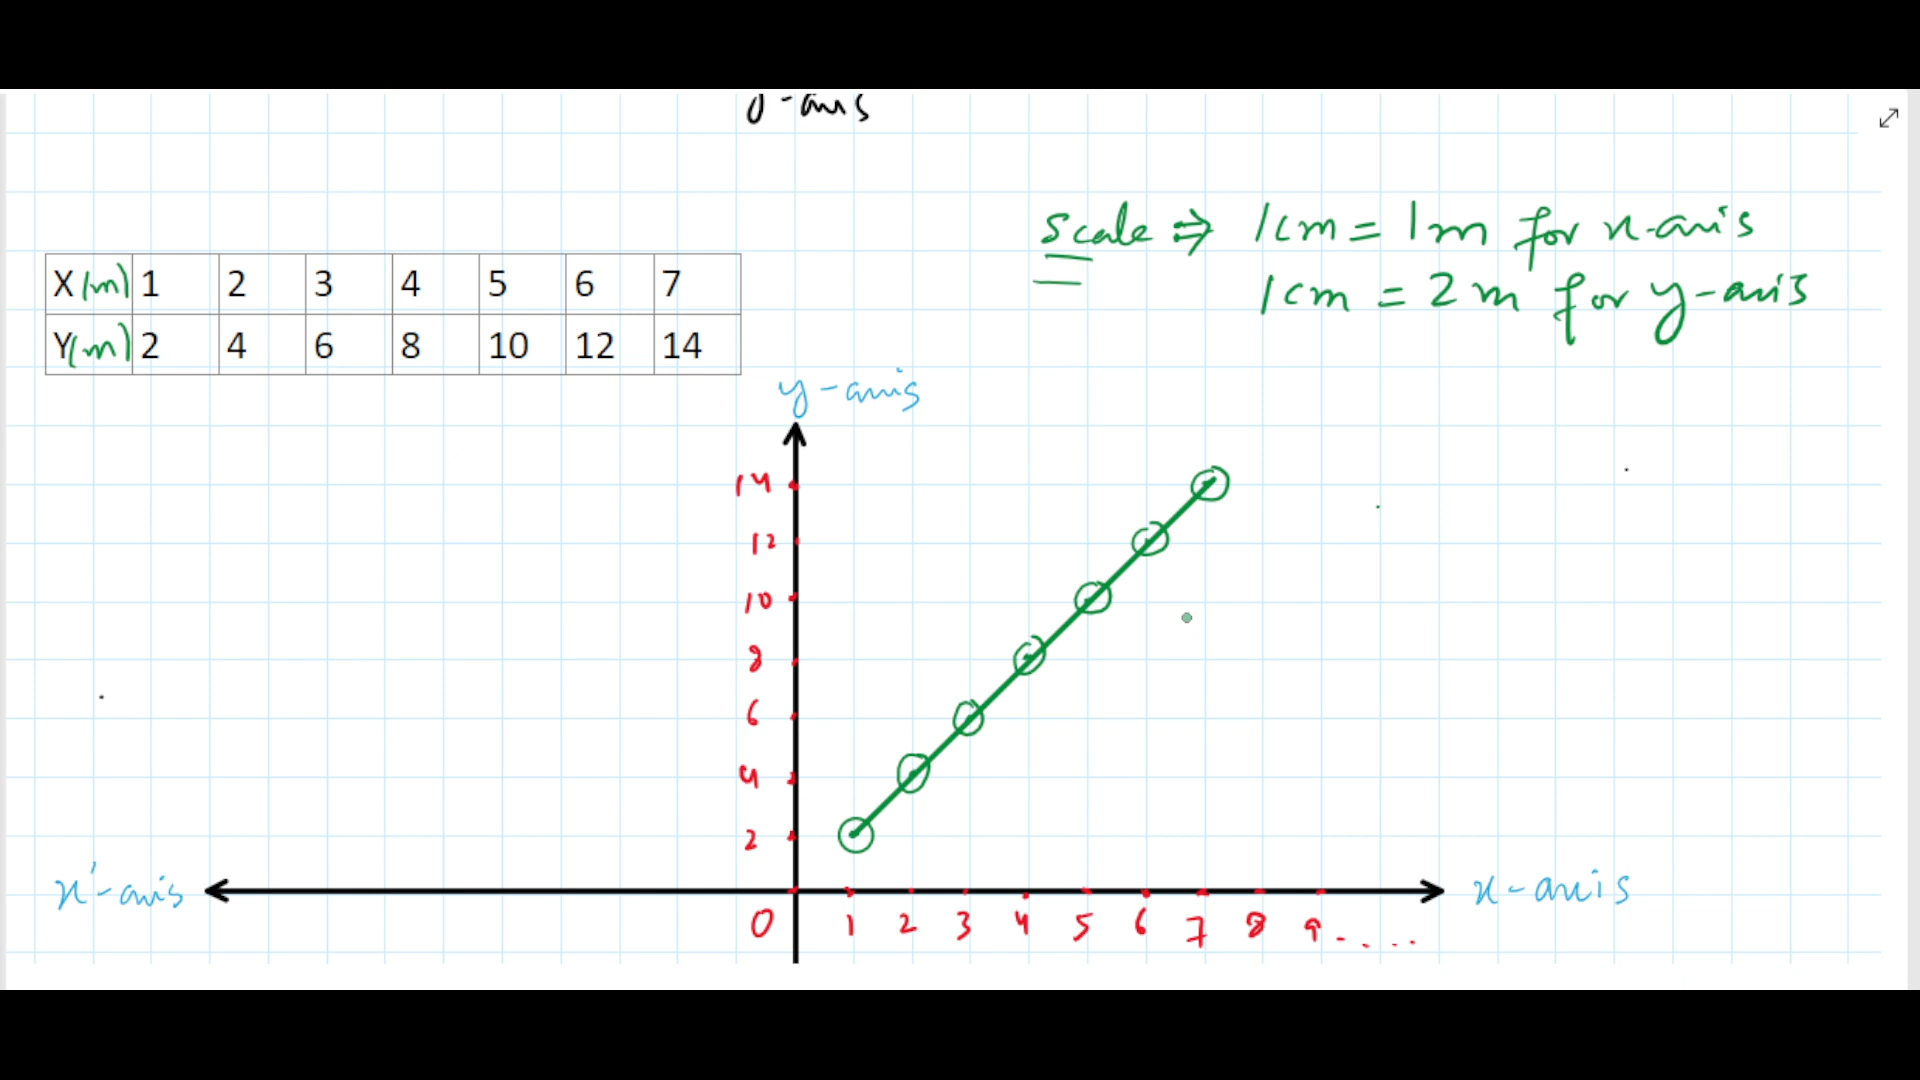 y-axis
scale ⇒ 1cm = 1m for x-axis
1cm = 2m for y-axis
X(m) 1 2 3 4 5 6 7
Y(m) 2 4 6 8 10 12 14
y-axis
14
12
10
8
6
4
2
x'-axis
x-axis
0 1 2 3 4 5 6 7 8 9 . . . . .